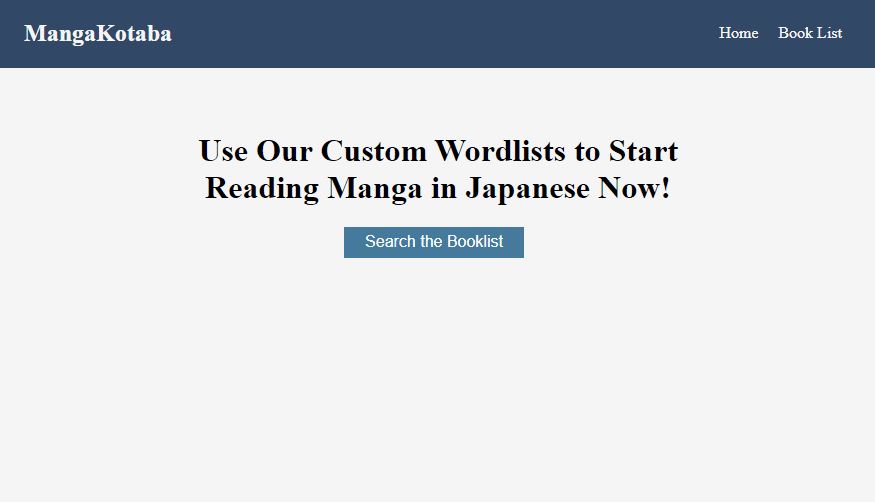 MangaKotaba
Home Book List
Use Our Custom Wordlists to Start
Reading Manga in Japanese Now!
Search the Booklist